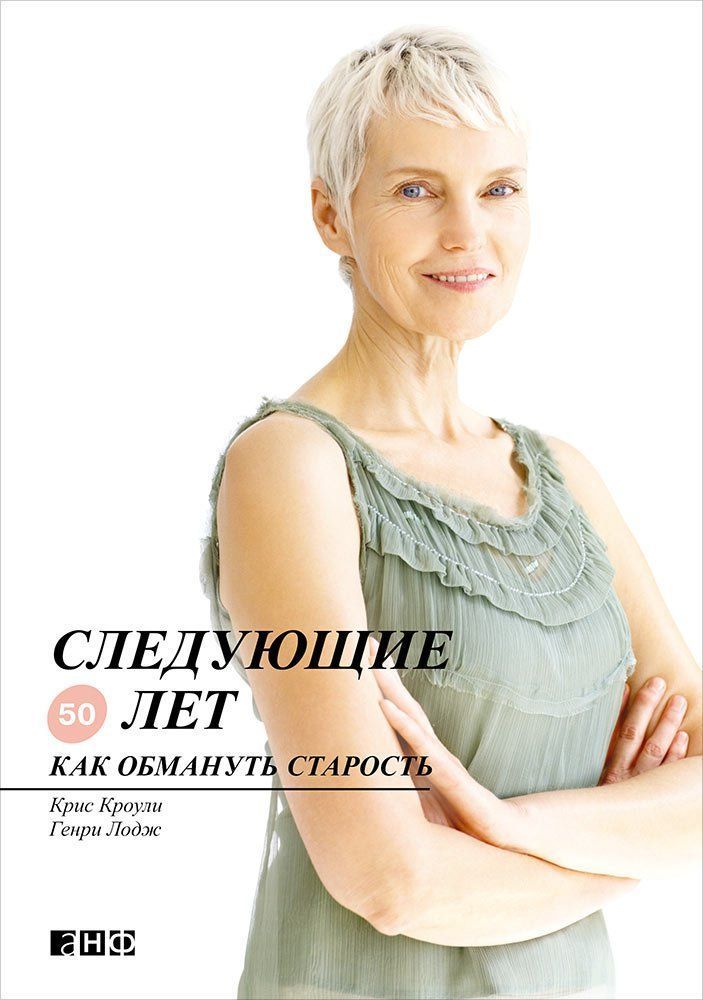 СЛЕДУЮЩИЕ
50 ЛЕТ
КАК ОБМАНУТЬ СТАРОСТЬ
Крис Кроули
Генри Лодж
анф